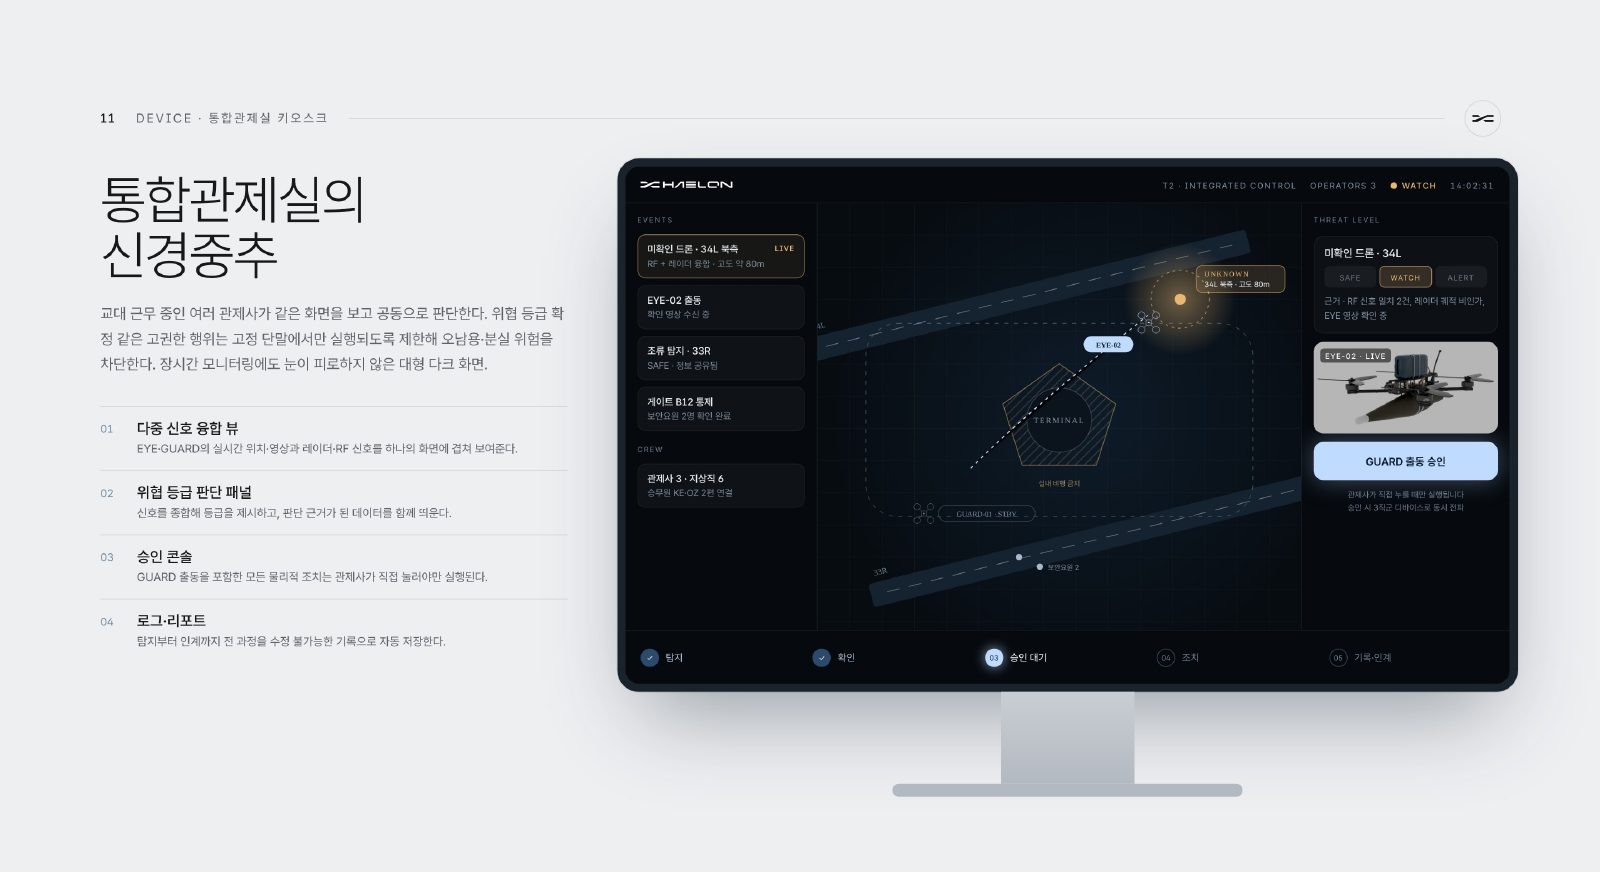 11 DEVICE · 통합관제실 키오스크
통합관제실의
신경중추
교대 근무 중인 여러 관제사가 같은 화면을 보고 공동으로 판단한다. 위협 등급 확
정 같은 고권한 행위는 고정 단말에서만 실행되도록 제한해 오남용·분실 위험을
차단한다. 장시간 모니터링에도 눈이 피로하지 않은 대형 다크 화면.
01 다중 신호 융합 뷰
EYE·GUARD의 실시간 위치·영상과 레이더·RF 신호를 하나의 화면에 겹쳐 보여준다.
02 위협 등급 판단 패널
신호를 종합해 등급을 제시하고, 판단 근거가 된 데이터를 함께 띄운다.
03 승인 콘솔
GUARD 출동을 포함한 모든 물리적 조치는 관제사가 직접 눌러야만 실행된다.
04 로그·리포트
탐지부터 인계까지 전 과정을 수정 불가능한 기록으로 자동 저장한다.
HAELON
T2 · INTEGRATED CONTROL OPERATORS 3 WATCH 14:02:31
EVENTS
미확인 드론 · 34L 북측 LIVE
RF + 레이더 융합 · 고도 약 80m
EYE-02 출동
확인 영상 수신 중
조류 탐지 · 33R
SAFE · 정보 공유됨
게이트 B12 통제
보안요원 2명 확인 완료
CREW
관제사 3 · 지상직 6
승무원 KE·OZ 2편 연결
4L
UNKNOWN
34L 북측 · 고도 80m
EYE-02
TERMINAL
실내 비행 금지
GUARD-01 · STBY
33R
보안요원 2
THREAT LEVEL
미확인 드론 · 34L
SAFE WATCH ALERT
근거 · RF 신호 일치 2건, 레이더 궤적 비인가,
EYE 영상 확인 중
EYE-02 · LIVE
GUARD 출동 승인
관제사가 직접 누를 때만 실행됩니다
승인 시 3직군 디바이스로 동시 전파
탐지
확인
03 승인 대기
04 조치
05 기록·인계